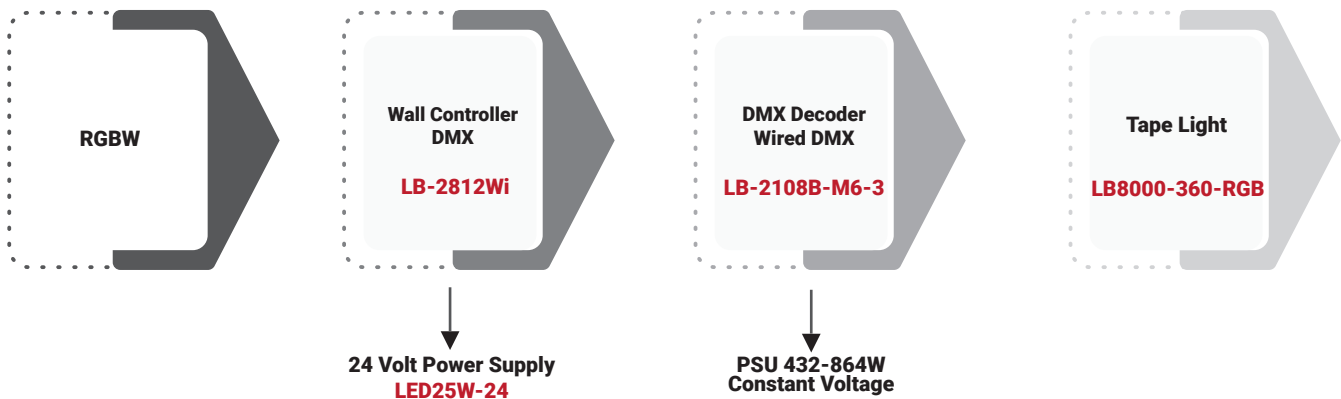 RGBW
Wall Controller
DMX
LB-2812Wi
24 Volt Power Supply
LED25W-24
DMX Decoder
Wired DMX
LB-2108B-M6-3
PSU 432-864W
Constant Voltage
Tape Light
LB8000-360-RGB